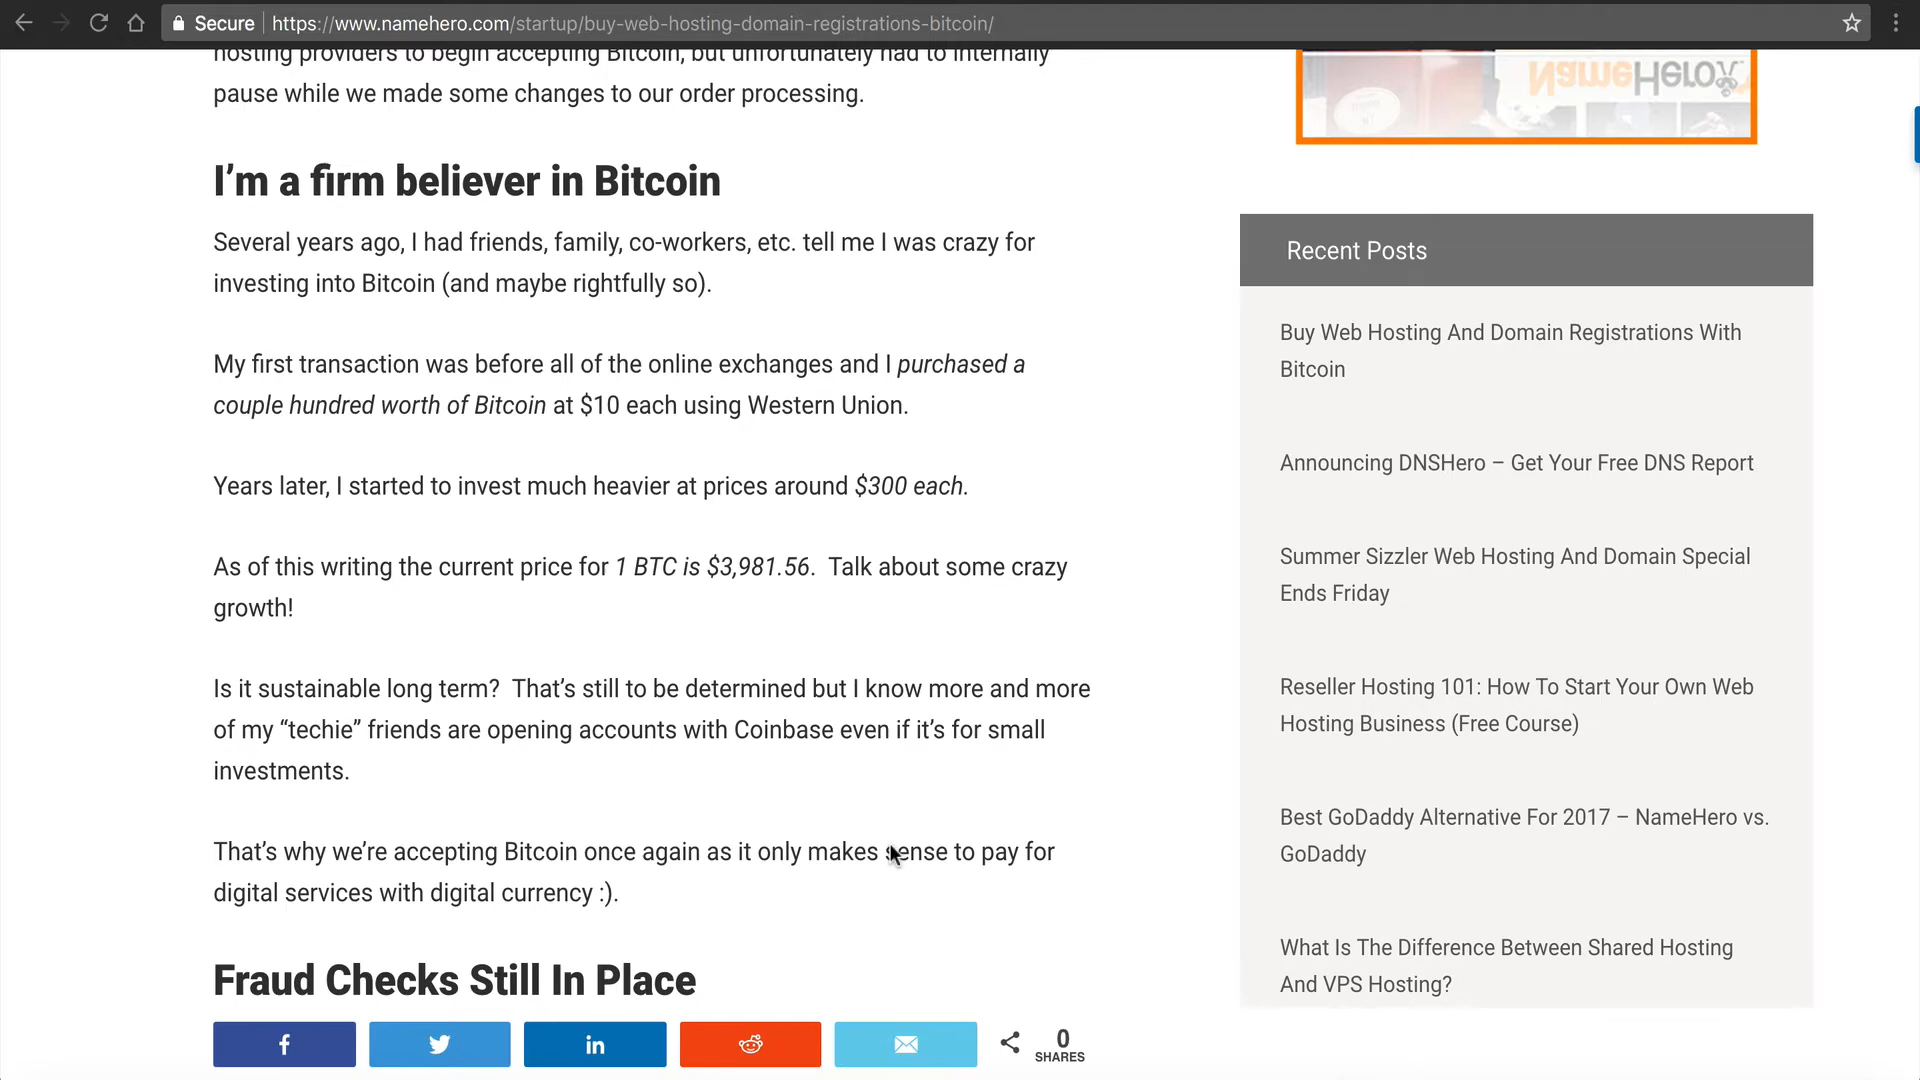 Secure
https://www.namehero.com/startup/buy-web-hosting-domain-registrations-bitcoin/
hosting providers to begin accepting Bitcoin, but unfortunately had to internally
pause while we made some changes to our order processing.
I'm a firm believer in Bitcoin
Several years ago, I had friends, family, co-workers, etc. tell me I was crazy for
investing into Bitcoin (and maybe rightfully so).
My first transaction was before all of the online exchanges and I purchased a
couple hundred worth of Bitcoin at $10 each using Western Union.
Years later, I started to invest much heavier at prices around $300 each.
As of this writing the current price for 1 BTC is $3,981.56.  Talk about some crazy
growth!
Is it sustainable long term?  That's still to be determined but I know more and more
of my “techie” friends are opening accounts with Coinbase even if it's for small
investments.
That's why we're accepting Bitcoin once again as it only makes sense to pay for
digital services with digital currency :).
Fraud Checks Still In Place
0
SHARES
NameHero
Recent Posts
Buy Web Hosting And Domain Registrations With
Bitcoin
Announcing DNSHero – Get Your Free DNS Report
Summer Sizzler Web Hosting And Domain Special
Ends Friday
Reseller Hosting 101: How To Start Your Own Web
Hosting Business (Free Course)
Best GoDaddy Alternative For 2017 – NameHero vs.
GoDaddy
What Is The Difference Between Shared Hosting
And VPS Hosting?